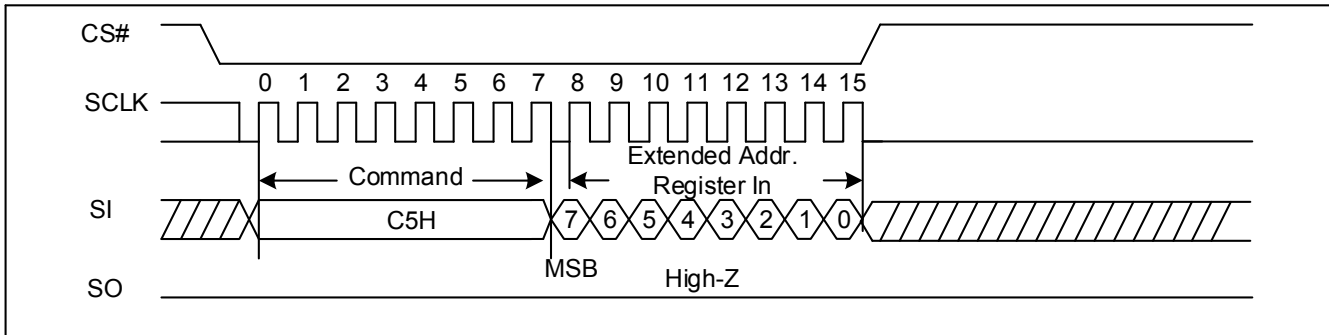 CS#
0 1 2 3 4 5 6 7 8 9 10 11 12 13 14 15
SCLK
Extended Addr.
Command
Register In
SI
C5H
7 6 5 4 3 2 1 0
MSB
High-Z
SO